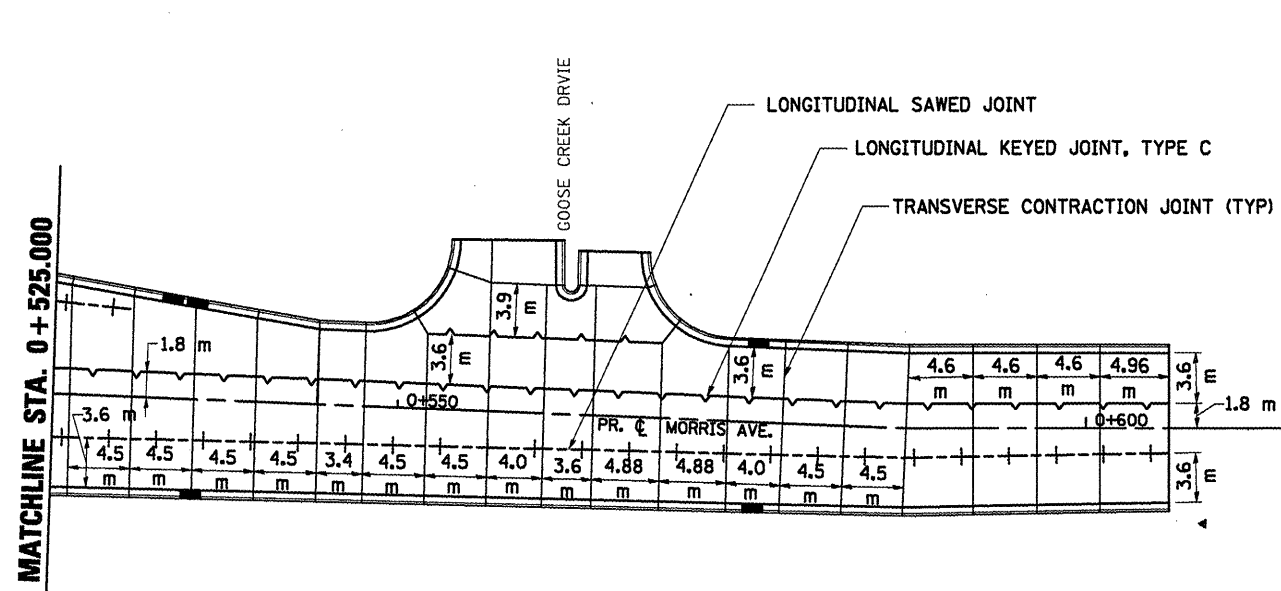 GOOSE CREEK DRVIE
LONGITUDINAL SAWED JOINT
LONGITUDINAL KEYED JOINT, TYPE C
TRANSVERSE CONTRACTION JOINT (TYP)
MATCHLINE STA. 0+525.000
3.9 m
1.8 m
3.6 m
3.6 m
4.6 m
4.6 m
4.6 m
4.96 m
3.6 m
3.6 m
0+550
1.8 m
0+600
PR. ℄ MORRIS AVE.
4.5 m
4.5 m
4.5 m
4.5 m
3.4 m
4.5 m
4.5 m
4.0 m
3.6 m
4.88 m
4.88 m
4.0 m
4.5 m
4.5 m
3.6 m